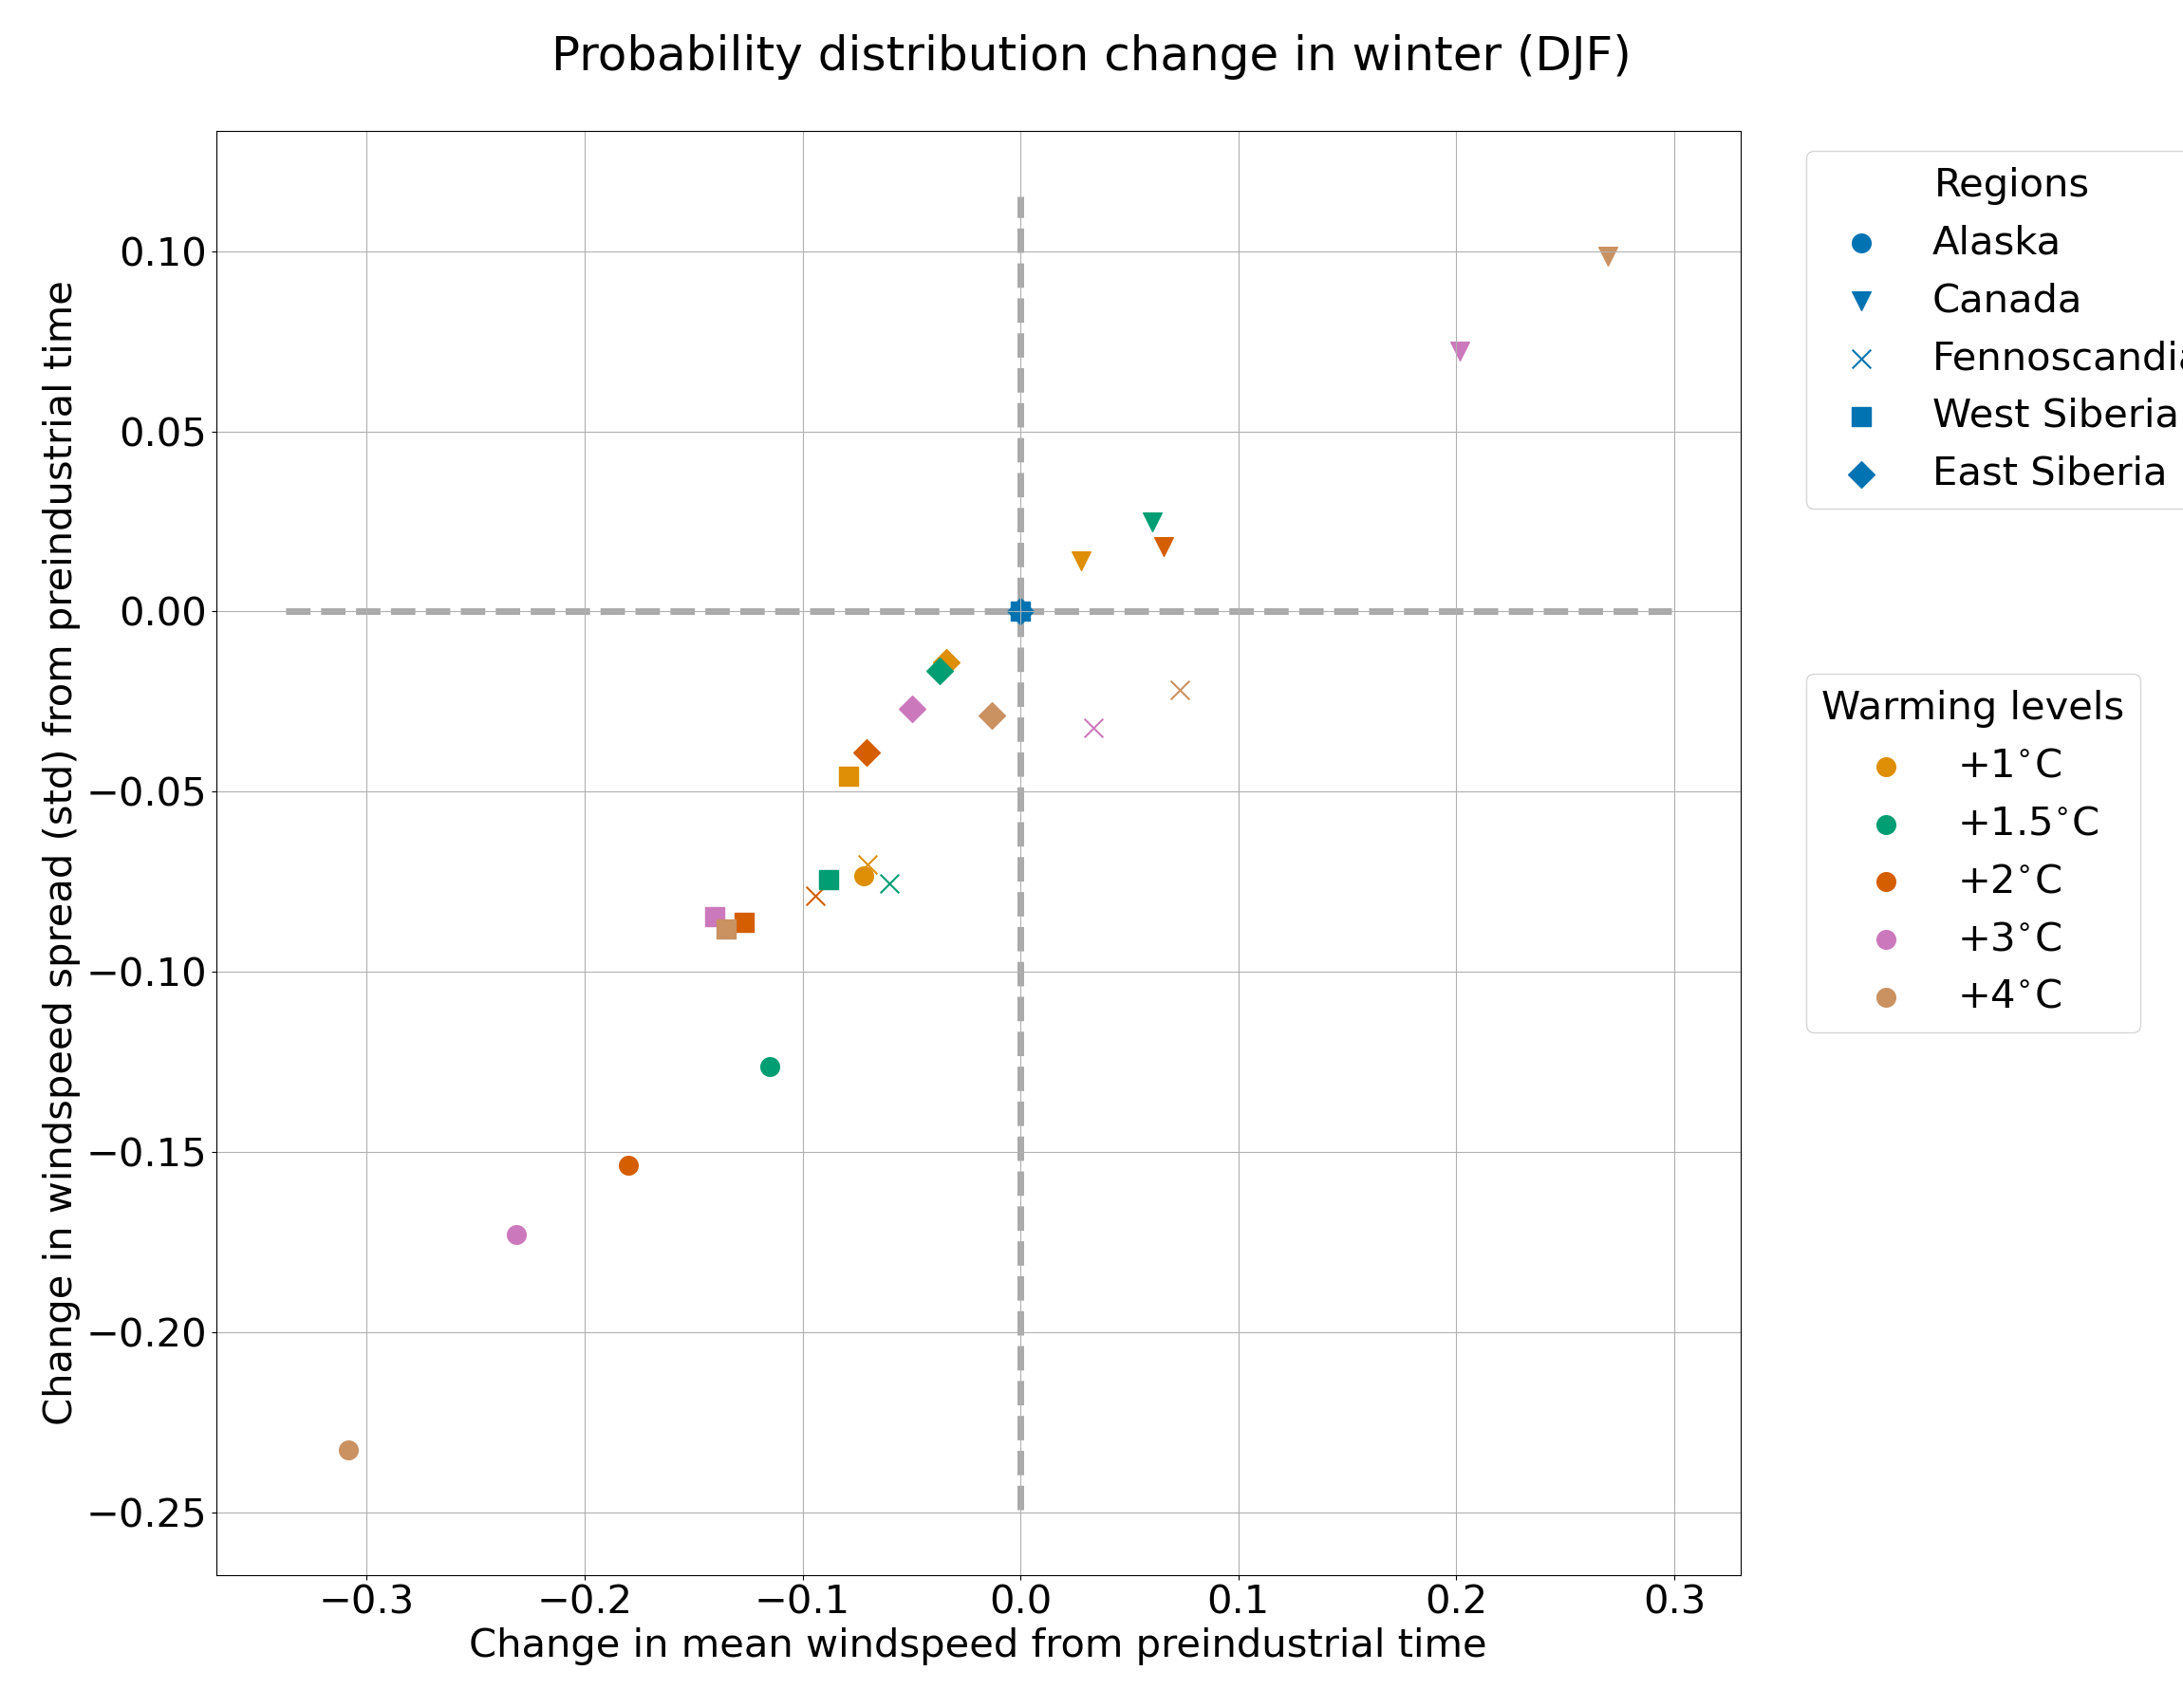 Probability distribution change in winter (DJF)
Change in windspeed spread (std) from preindustrial time
0.10
0.05
0.00
−0.05
−0.10
−0.15
−0.20
−0.25
−0.3 −0.2 −0.1 0.0 0.1 0.2 0.3
Change in mean windspeed from preindustrial time
Regions
Alaska
Canada
Fennoscandia
West Siberia
East Siberia
Warming levels
+1°C
+1.5°C
+2°C
+3°C
+4°C